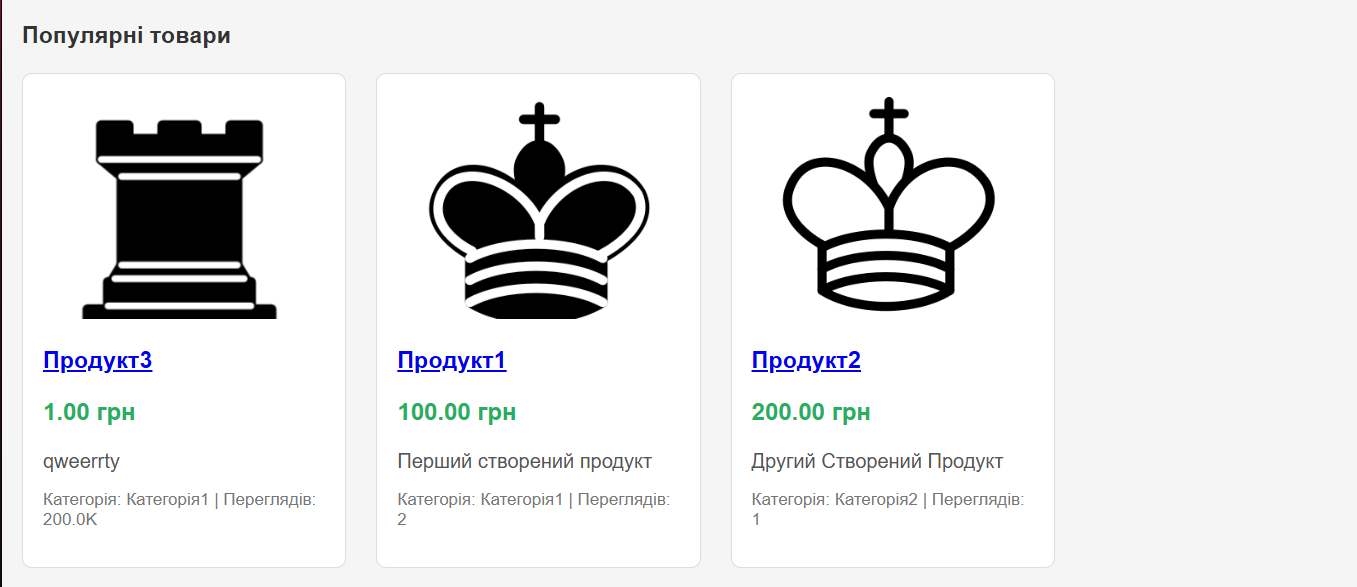 Популярні товари
Продукт3
1.00 грн
qweerrty
Категорія: Категорія1 | Переглядів:
200.0K
Продукт1
100.00 грн
Перший створений продукт
Категорія: Категорія1 | Переглядів:
2
Продукт2
200.00 грн
Другий Створений Продукт
Категорія: Категорія2 | Переглядів:
1